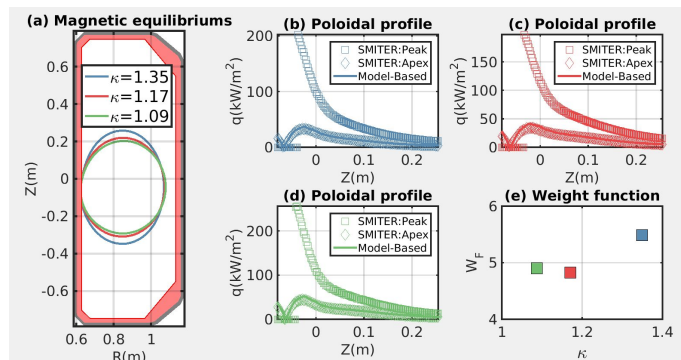 (a) Magnetic equilibriums
κ=1.35
κ=1.17
κ=1.09
0.6
0.4
0.2
0
-0.2
-0.4
-0.6
Z(m)
0.6 0.8 1
R(m)
(b) Poloidal profile
SMITER:Peak
SMITER:Apex
Model-Based
200
100
0
q(kW/m²)
0 0.1 0.2
Z(m)
(c) Poloidal profile
SMITER:Peak
SMITER:Apex
Model-Based
150
100
50
0
q(kW/m²)
0 0.1 0.2
Z(m)
(d) Poloidal profile
SMITER:Peak
SMITER:Apex
Model-Based
200
100
0
q(kW/m²)
0 0.1 0.2
Z(m)
(e) Weight function
6
5
4
W_F
1 1.2 1.4
κ